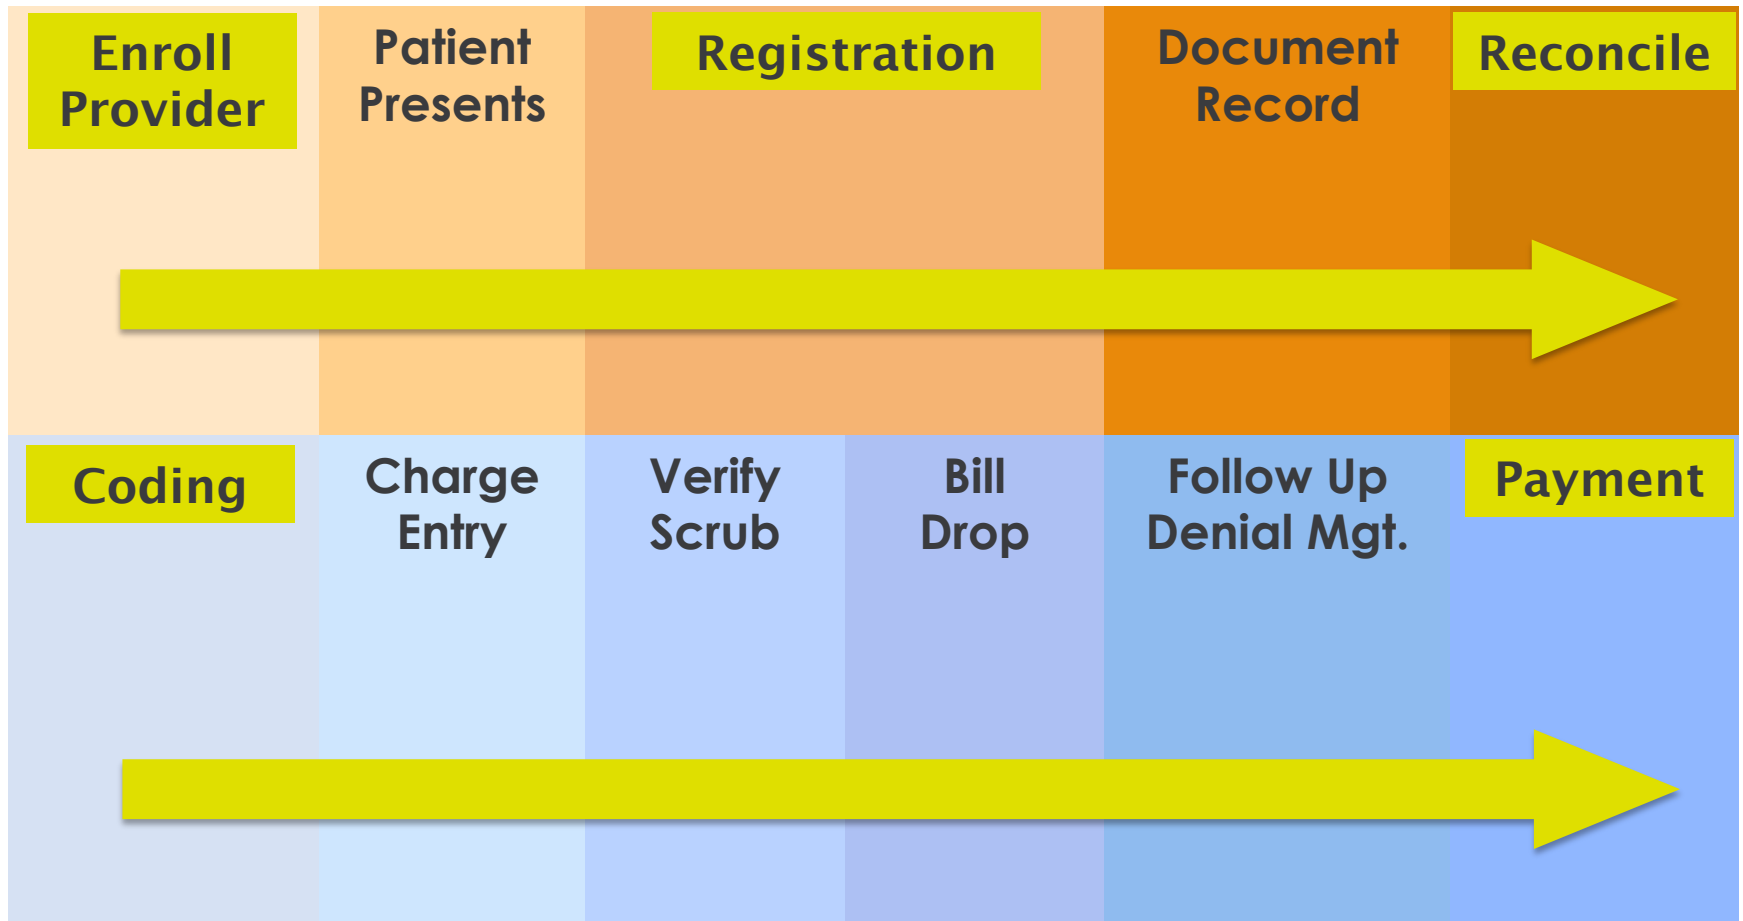 Enroll
Provider
Patient
Presents
Registration
Document
Record
Reconcile
Coding
Charge
Entry
Verify
Scrub
Bill
Drop
Follow Up
Denial Mgt.
Payment